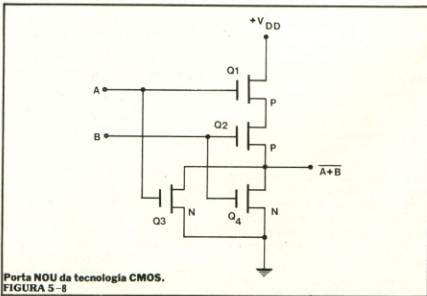 +VDD
Q1
A
P
Q2
B
P
A+B
Q3
N
Q4
N
Porta NOU da tecnologia CMOS.
FIGURA 5-8